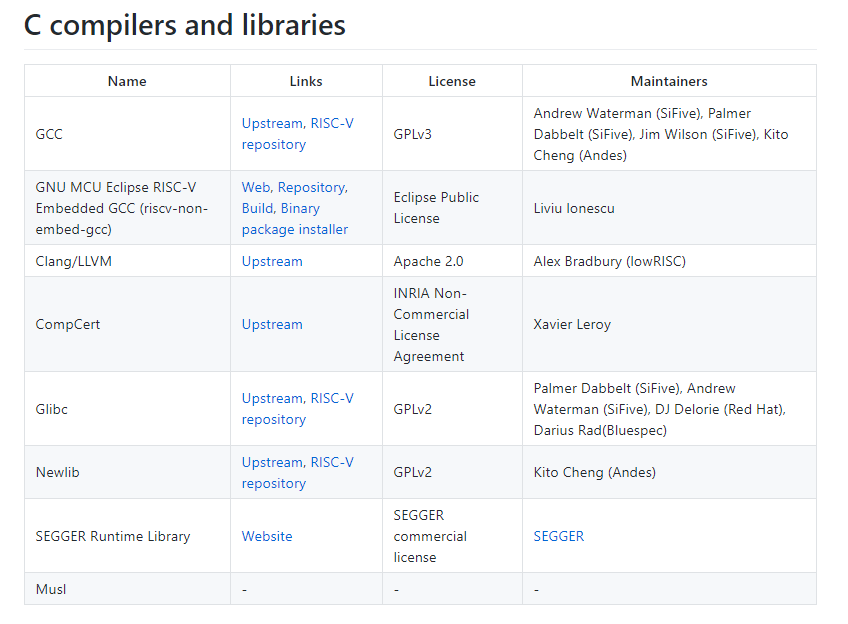 C compilers and libraries
Name Links License Maintainers
GCC
Upstream, RISC-V
repository
GPLv3
Andrew Waterman (SiFive), Palmer
Dabbelt (SiFive), Jim Wilson (SiFive), Kito
Cheng (Andes)
GNU MCU Eclipse RISC-V
Embedded GCC (riscv-non-
embed-gcc)
Web, Repository,
Build, Binary
package installer
Eclipse Public
License
Liviu Ionescu
Clang/LLVM
Upstream
Apache 2.0
Alex Bradbury (lowRISC)
CompCert
Upstream
INRIA Non-
Commercial
License
Agreement
Xavier Leroy
Glibc
Upstream, RISC-V
repository
GPLv2
Palmer Dabbelt (SiFive), Andrew
Waterman (SiFive), DJ Delorie (Red Hat),
Darius Rad(Bluespec)
Newlib
Upstream, RISC-V
repository
GPLv2
Kito Cheng (Andes)
SEGGER Runtime Library
Website
SEGGER
commercial
license
SEGGER
Musl
-
-
-